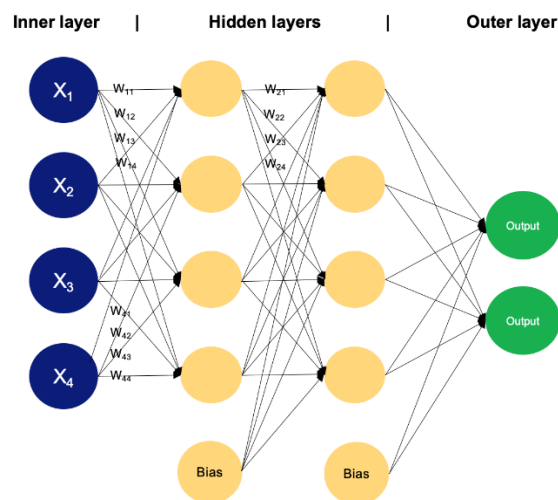 Inner layer | Hidden layers | Outer layer
X1
W11
W12
W13
W14
W21
W22
W23
W24
X2
Output
X3
Output
W41
W42
W43
W44
X4
Bias
Bias